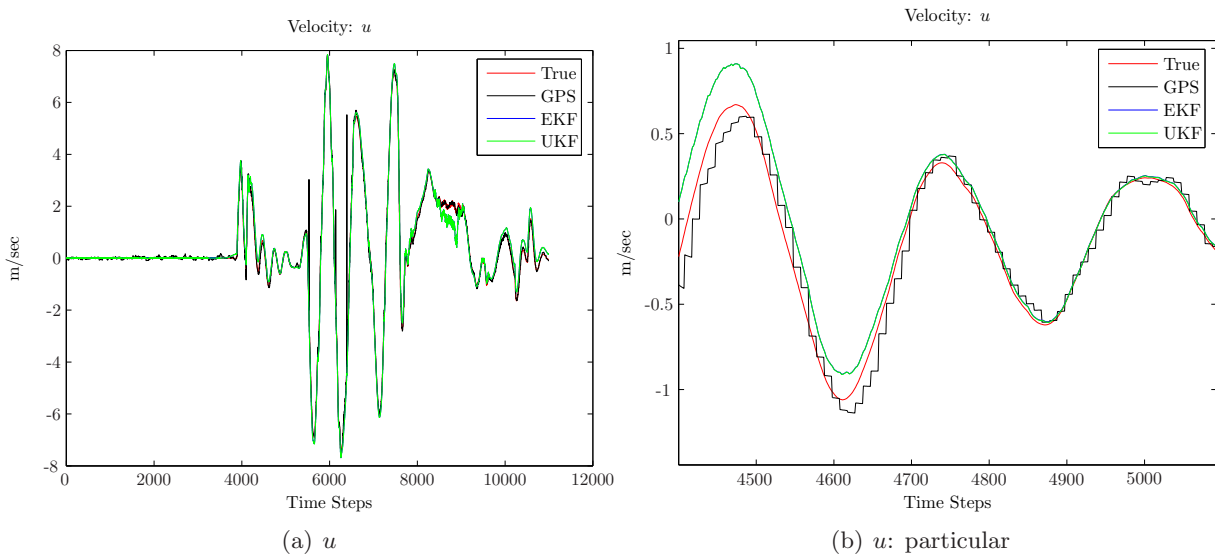 Velocity: u
8
6
4
2
0
-2
-4
-6
-8
m/sec
0
2000
4000
6000
8000
10000
12000
Time Steps
True
GPS
EKF
UKF
(a) u
Velocity: u
1
0.5
0
-0.5
-1
m/sec
4500
4600
4700
4800
4900
5000
Time Steps
True
GPS
EKF
UKF
(b) u: particular